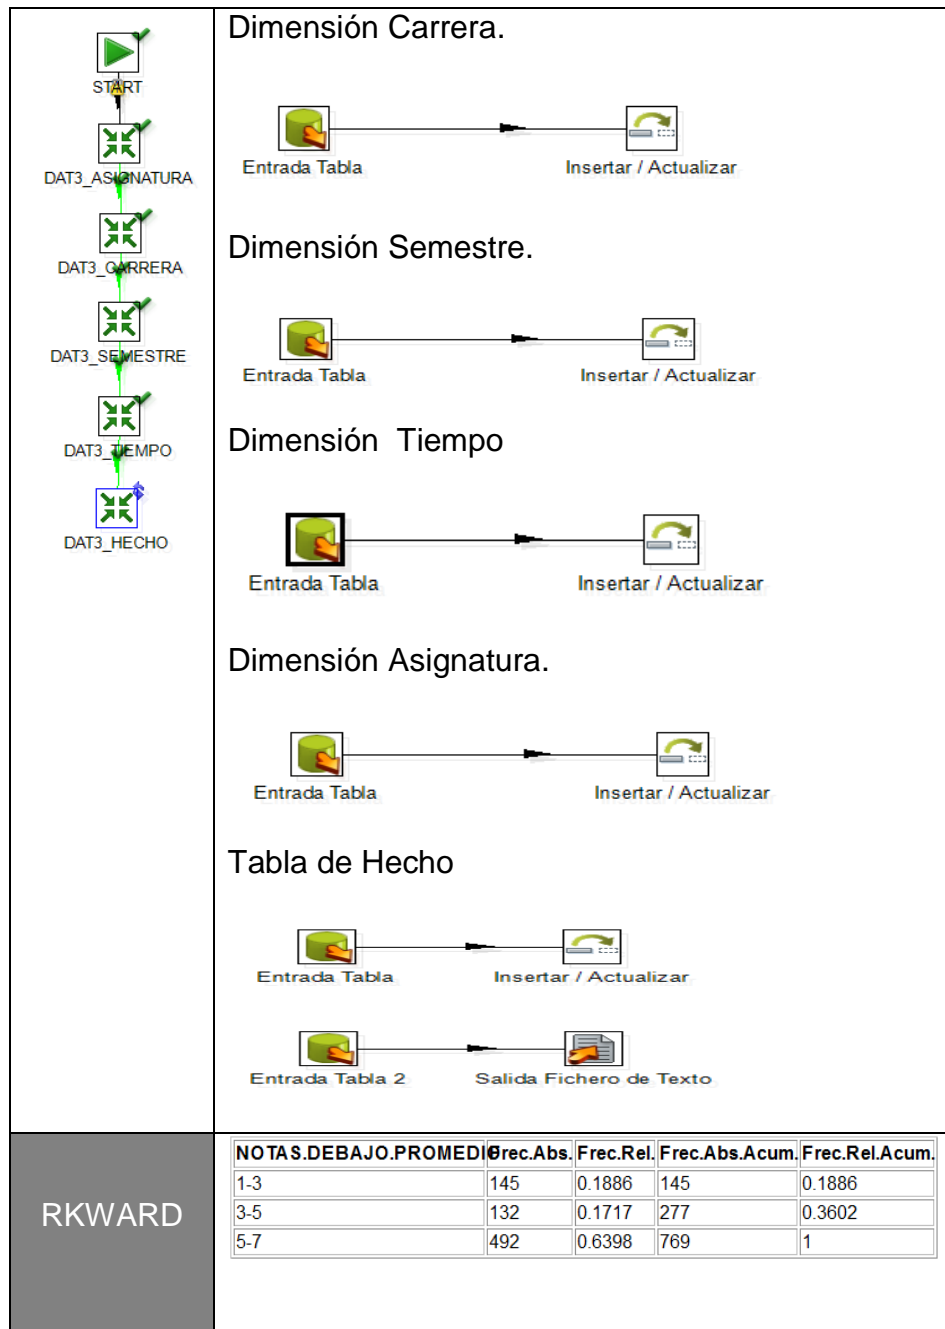 START
DAT3_ASIGNATURA
DAT3_CARRERA
DAT3_SEMESTRE
DAT3_TIEMPO
DAT3_HECHO
Dimensión Carrera.
Entrada Tabla Insertar / Actualizar
Dimensión Semestre.
Entrada Tabla Insertar / Actualizar
Dimensión Tiempo
Entrada Tabla Insertar / Actualizar
Dimensión Asignatura.
Entrada Tabla Insertar / Actualizar
Tabla de Hecho
Entrada Tabla Insertar / Actualizar
Entrada Tabla 2 Salida Fichero de Texto
RKWARD
NOTAS.DEBAJO.PROMEDIO Frec.Abs. Frec.Rel. Frec.Abs.Acum. Frec.Rel.Acum.
1-3 145 0.1886 145 0.1886
3-5 132 0.1717 277 0.3602
5-7 492 0.6398 769 1